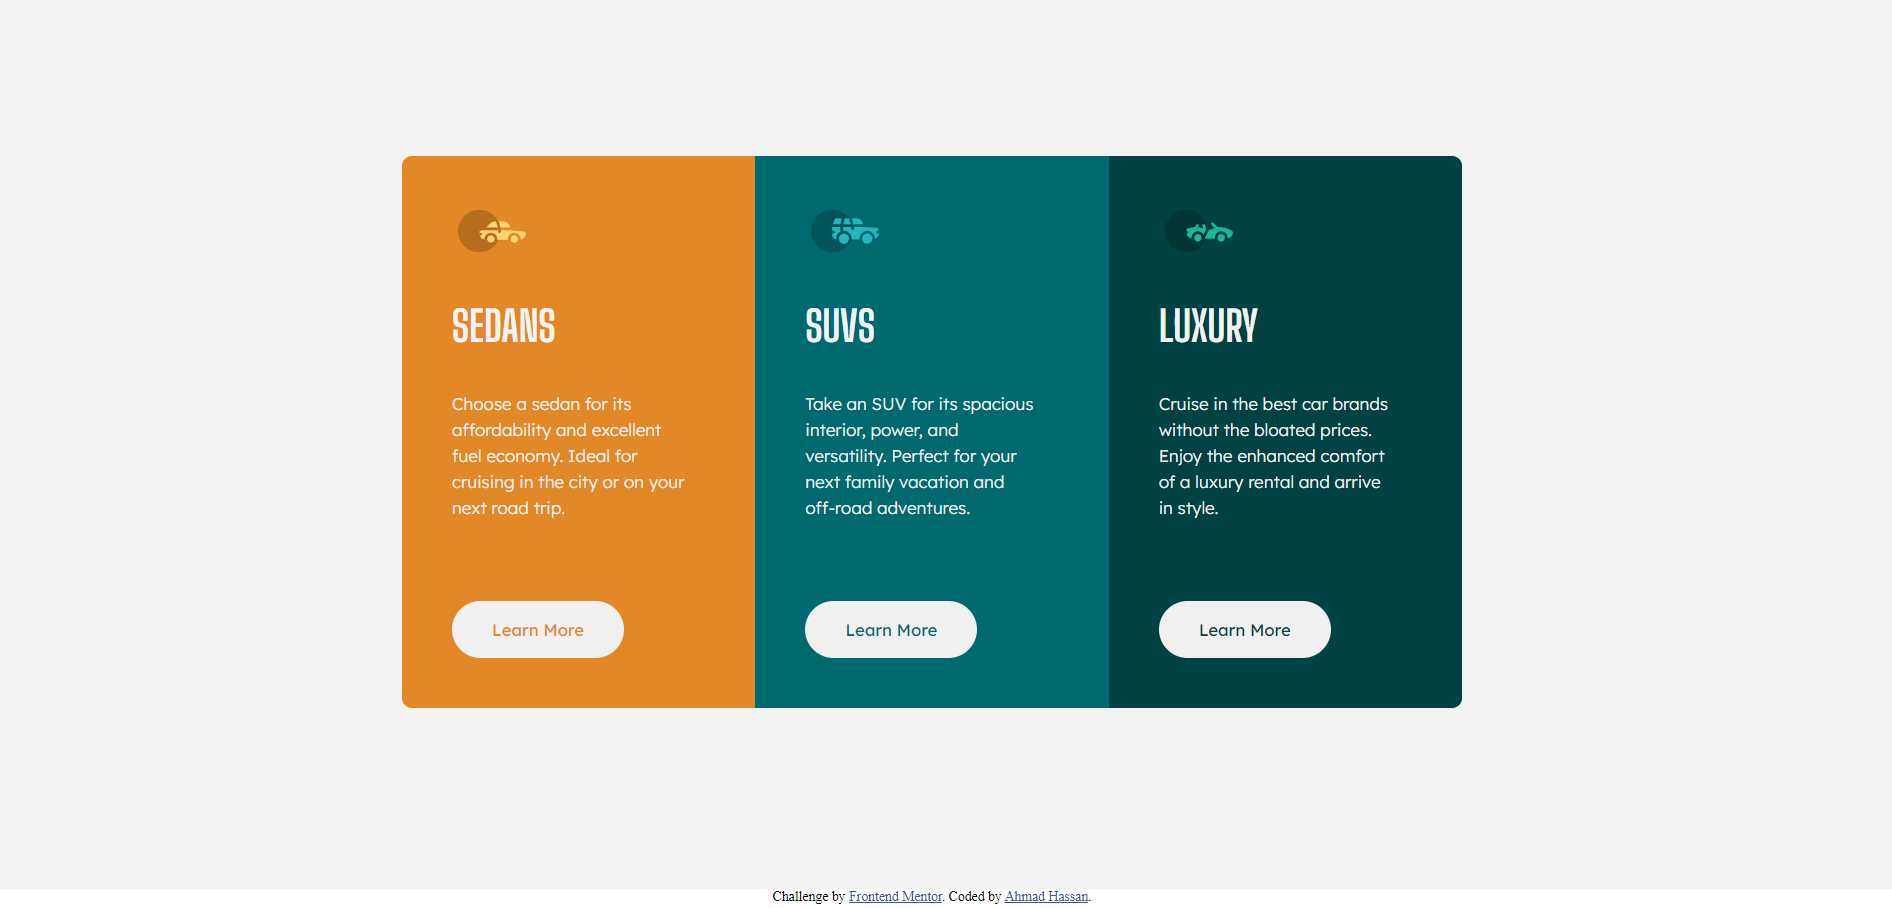 SEDANS
Choose a sedan for its
affordability and excellent
fuel economy. Ideal for
cruising in the city or on your
next road trip.
Learn More
SUVS
Take an SUV for its spacious
interior, power, and
versatility. Perfect for your
next family vacation and
off-road adventures.
Learn More
LUXURY
Cruise in the best car brands
without the bloated prices.
Enjoy the enhanced comfort
of a luxury rental and arrive
in style.
Learn More
Challenge by Frontend Mentor. Coded by Ahmad Hassan.